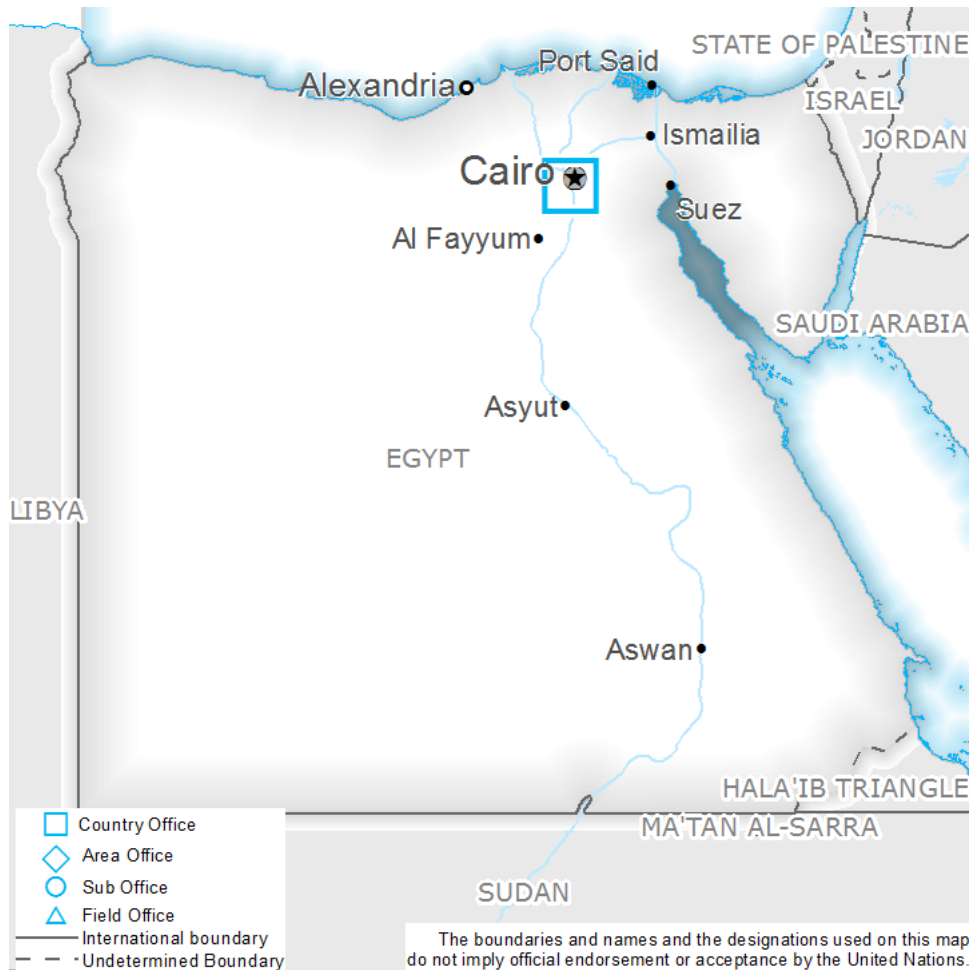 STATE OF PALESTINE
Port Said
Alexandria
ISRAEL
Ismailia
JORDAN
Cairo
Suez
Al Fayyum
SAUDI ARABIA
Asyut
EGYPT
LIBYA
Aswan
HALA'IB TRIANGLE
MA'TAN AL-SARRA
SUDAN
Country Office
Area Office
Sub Office
Field Office
International boundary
Undetermined Boundary
The boundaries and names and the designations used on this map
do not imply official endorsement or acceptance by the United Nations.